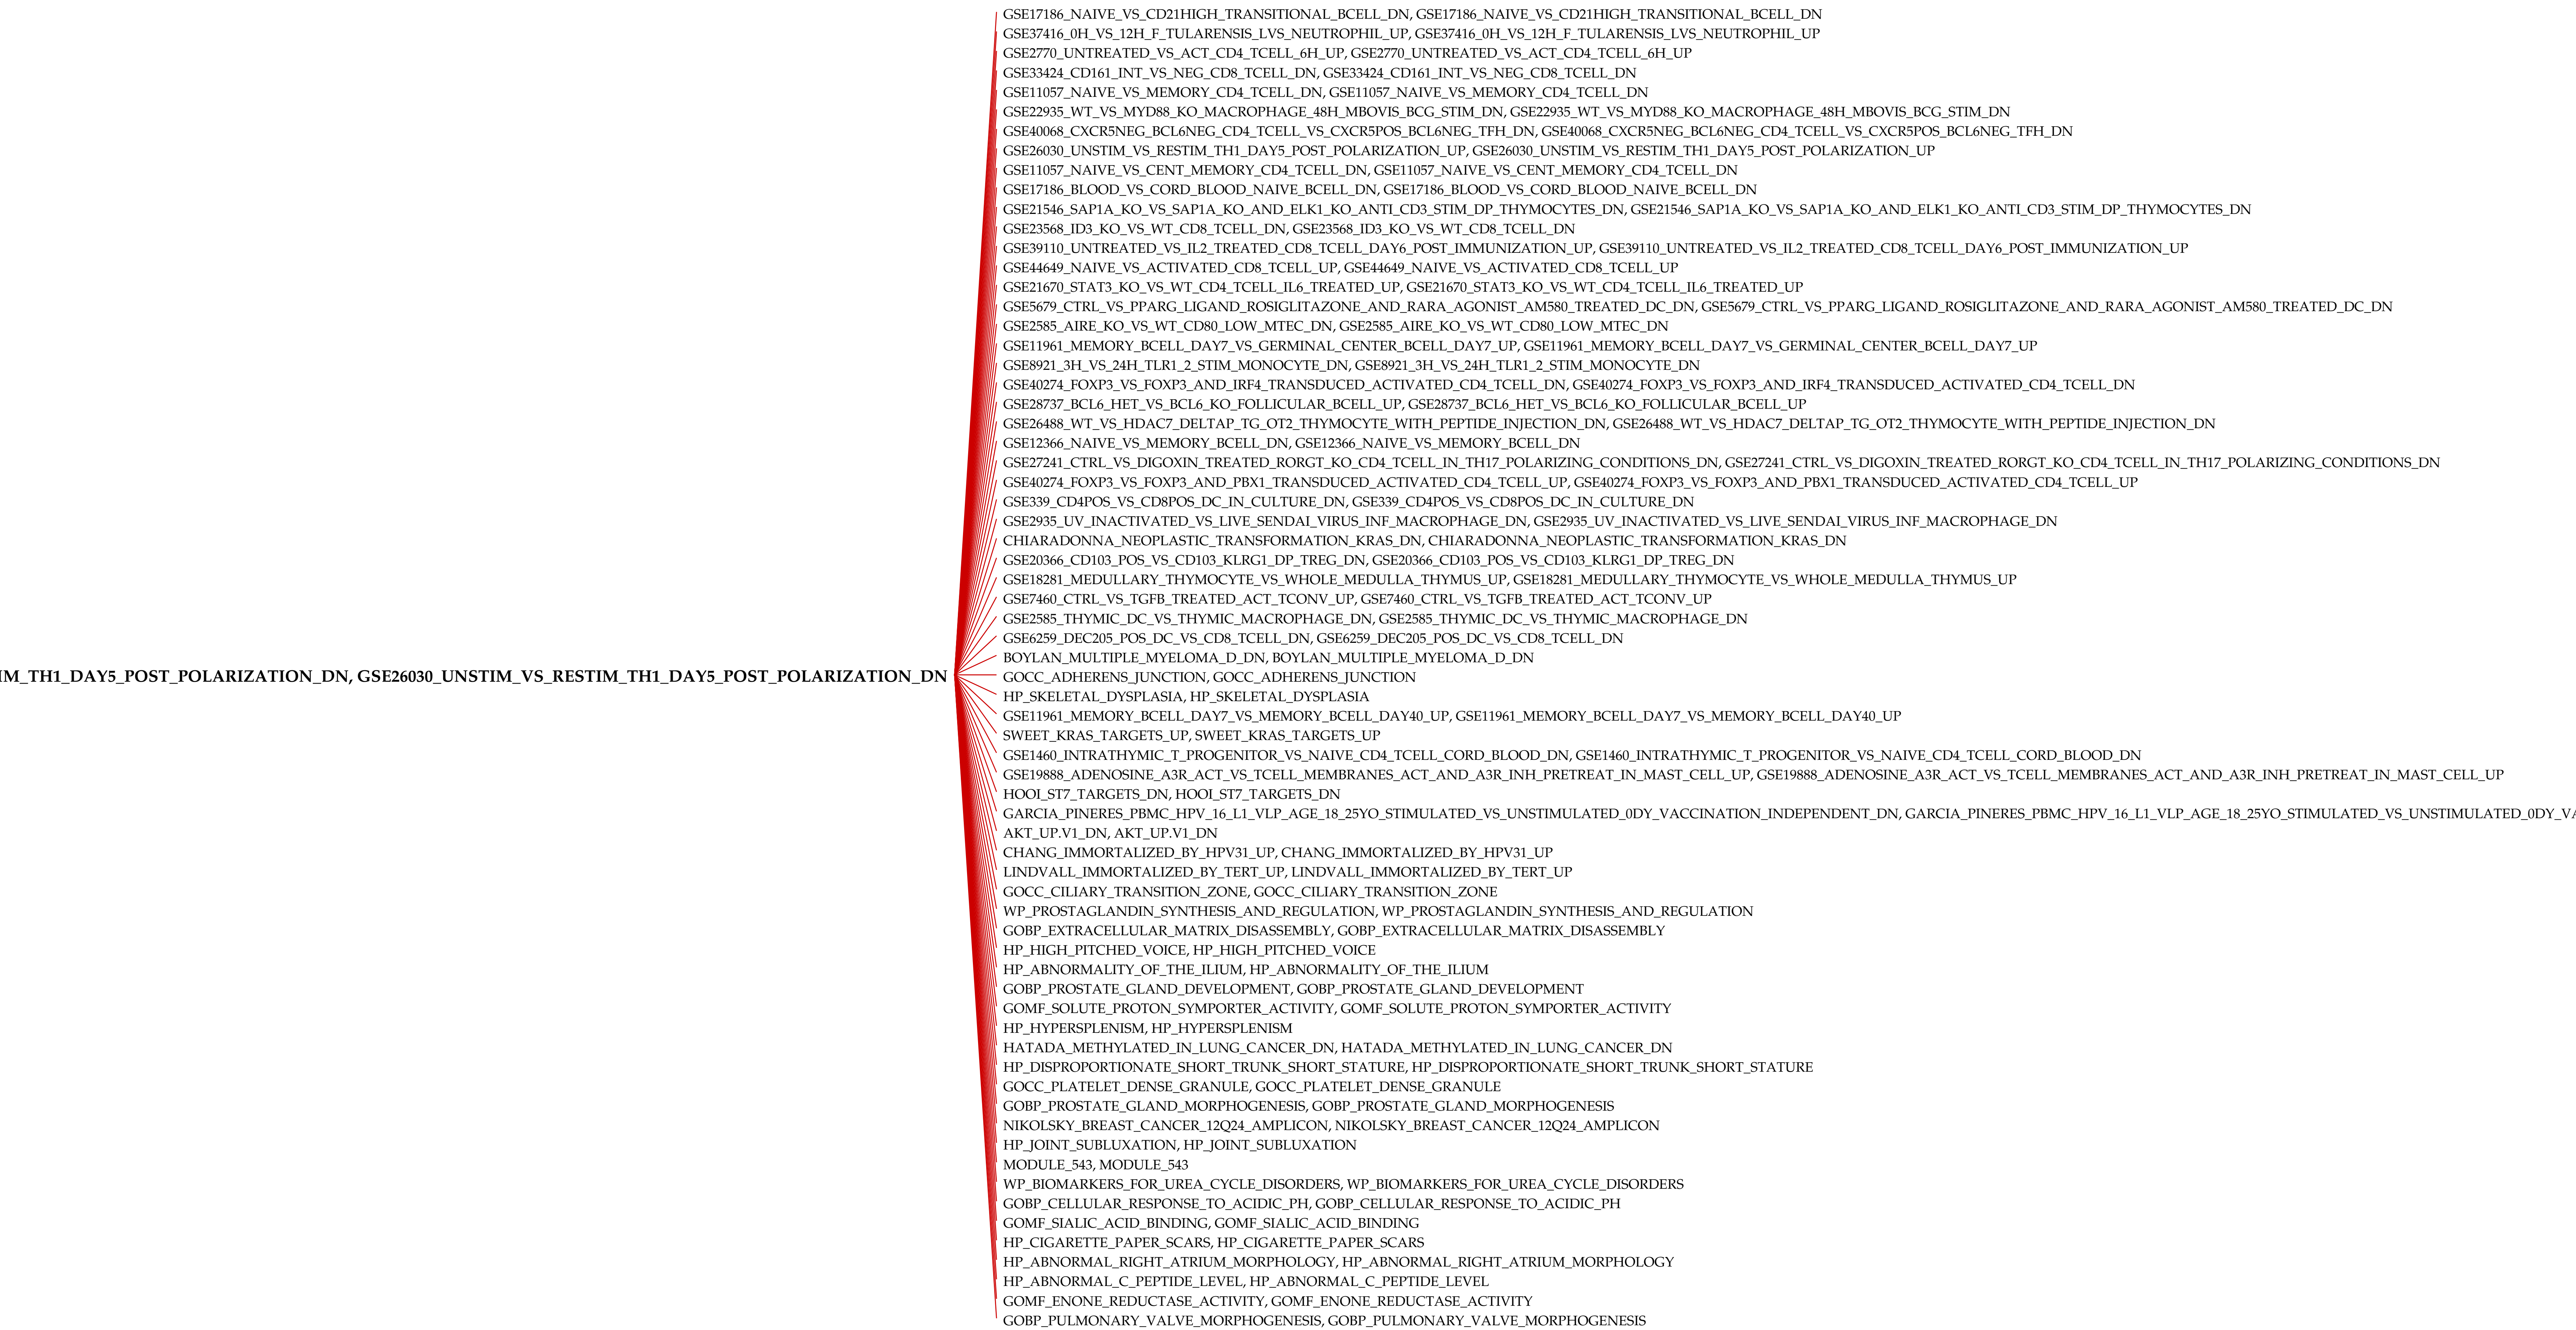 GSE17186_NAIVE_VS_CD21HIGH_TRANSITIONAL_BCELL_DN, GSE17186_NAIVE_VS_CD21HIGH_TRANSITIONAL_BCELL_DN
GSE37416_0H_VS_12H_F_TULARENSIS_LVS_NEUTROPHIL_UP, GSE37416_0H_VS_12H_F_TULARENSIS_LVS_NEUTROPHIL_UP
GSE2770_UNTREATED_VS_ACT_CD4_TCELL_6H_UP, GSE2770_UNTREATED_VS_ACT_CD4_TCELL_6H_UP
GSE33424_CD161_INT_VS_NEG_CD8_TCELL_DN, GSE33424_CD161_INT_VS_NEG_CD8_TCELL_DN
GSE11057_NAIVE_VS_MEMORY_CD4_TCELL_DN, GSE11057_NAIVE_VS_MEMORY_CD4_TCELL_DN
GSE22935_WT_VS_MYD88_KO_MACROPHAGE_48H_MBOVIS_BCG_STIM_DN, GSE22935_WT_VS_MYD88_KO_MACROPHAGE_48H_MBOVIS_BCG_STIM_DN
GSE40068_CXCR5NEG_BCL6NEG_CD4_TCELL_VS_CXCR5POS_BCL6NEG_TFH_DN, GSE40068_CXCR5NEG_BCL6NEG_CD4_TCELL_VS_CXCR5POS_BCL6NEG_TFH_DN
GSE26030_UNSTIM_VS_RESTIM_TH1_DAY5_POST_POLARIZATION_UP, GSE26030_UNSTIM_VS_RESTIM_TH1_DAY5_POST_POLARIZATION_UP
GSE11057_NAIVE_VS_CENT_MEMORY_CD4_TCELL_DN, GSE11057_NAIVE_VS_CENT_MEMORY_CD4_TCELL_DN
GSE17186_BLOOD_VS_CORD_BLOOD_NAIVE_BCELL_DN, GSE17186_BLOOD_VS_CORD_BLOOD_NAIVE_BCELL_DN
GSE21546_SAP1A_KO_VS_SAP1A_KO_AND_ELK1_KO_ANTI_CD3_STIM_DP_THYMOCYTES_DN, GSE21546_SAP1A_KO_VS_SAP1A_KO_AND_ELK1_KO_ANTI_CD3_STIM_DP_THYMOCYTES_DN
GSE23568_ID3_KO_VS_WT_CD8_TCELL_DN, GSE23568_ID3_KO_VS_WT_CD8_TCELL_DN
GSE39110_UNTREATED_VS_IL2_TREATED_CD8_TCELL_DAY6_POST_IMMUNIZATION_UP, GSE39110_UNTREATED_VS_IL2_TREATED_CD8_TCELL_DAY6_POST_IMMUNIZATION_UP
GSE44649_NAIVE_VS_ACTIVATED_CD8_TCELL_UP, GSE44649_NAIVE_VS_ACTIVATED_CD8_TCELL_UP
GSE21670_STAT3_KO_VS_WT_CD4_TCELL_IL6_TREATED_UP, GSE21670_STAT3_KO_VS_WT_CD4_TCELL_IL6_TREATED_UP
GSE5679_CTRL_VS_PPARG_LIGAND_ROSIGLITAZONE_AND_RARA_AGONIST_AM580_TREATED_DC_DN, GSE5679_CTRL_VS_PPARG_LIGAND_ROSIGLITAZONE_AND_RARA_AGONIST_AM580_TREATED_DC_DN
GSE2585_AIRE_KO_VS_WT_CD80_LOW_MTEC_DN, GSE2585_AIRE_KO_VS_WT_CD80_LOW_MTEC_DN
GSE11961_MEMORY_BCELL_DAY7_VS_GERMINAL_CENTER_BCELL_DAY7_UP, GSE11961_MEMORY_BCELL_DAY7_VS_GERMINAL_CENTER_BCELL_DAY7_UP
GSE8921_3H_VS_24H_TLR1_2_STIM_MONOCYTE_DN, GSE8921_3H_VS_24H_TLR1_2_STIM_MONOCYTE_DN
GSE40274_FOXP3_VS_FOXP3_AND_IRF4_TRANSDUCED_ACTIVATED_CD4_TCELL_DN, GSE40274_FOXP3_VS_FOXP3_AND_IRF4_TRANSDUCED_ACTIVATED_CD4_TCELL_DN
GSE28737_BCL6_HET_VS_BCL6_KO_FOLLICULAR_BCELL_UP, GSE28737_BCL6_HET_VS_BCL6_KO_FOLLICULAR_BCELL_UP
GSE26488_WT_VS_HDAC7_DELTAP_TG_OT2_THYMOCYTE_WITH_PEPTIDE_INJECTION_DN, GSE26488_WT_VS_HDAC7_DELTAP_TG_OT2_THYMOCYTE_WITH_PEPTIDE_INJECTION_DN
GSE12366_NAIVE_VS_MEMORY_BCELL_DN, GSE12366_NAIVE_VS_MEMORY_BCELL_DN
GSE27241_CTRL_VS_DIGOXIN_TREATED_RORGT_KO_CD4_TCELL_IN_TH17_POLARIZING_CONDITIONS_DN, GSE27241_CTRL_VS_DIGOXIN_TREATED_RORGT_KO_CD4_TCELL_IN_TH17_POLARIZING_CONDITIONS_DN
GSE40274_FOXP3_VS_FOXP3_AND_PBX1_TRANSDUCED_ACTIVATED_CD4_TCELL_UP, GSE40274_FOXP3_VS_FOXP3_AND_PBX1_TRANSDUCED_ACTIVATED_CD4_TCELL_UP
GSE339_CD4POS_VS_CD8POS_DC_IN_CULTURE_DN, GSE339_CD4POS_VS_CD8POS_DC_IN_CULTURE_DN
GSE2935_UV_INACTIVATED_VS_LIVE_SENDAI_VIRUS_INF_MACROPHAGE_DN, GSE2935_UV_INACTIVATED_VS_LIVE_SENDAI_VIRUS_INF_MACROPHAGE_DN
CHIARADONNA_NEOPLASTIC_TRANSFORMATION_KRAS_DN, CHIARADONNA_NEOPLASTIC_TRANSFORMATION_KRAS_DN
GSE20366_CD103_POS_VS_CD103_KLRG1_DP_TREG_DN, GSE20366_CD103_POS_VS_CD103_KLRG1_DP_TREG_DN
GSE18281_MEDULLARY_THYMOCYTE_VS_WHOLE_MEDULLA_THYMUS_UP, GSE18281_MEDULLARY_THYMOCYTE_VS_WHOLE_MEDULLA_THYMUS_UP
GSE7460_CTRL_VS_TGFB_TREATED_ACT_TCONV_UP, GSE7460_CTRL_VS_TGFB_TREATED_ACT_TCONV_UP
GSE2585_THYMIC_DC_VS_THYMIC_MACROPHAGE_DN, GSE2585_THYMIC_DC_VS_THYMIC_MACROPHAGE_DN
GSE6259_DEC205_POS_DC_VS_CD8_TCELL_DN, GSE6259_DEC205_POS_DC_VS_CD8_TCELL_DN
BOYLAN_MULTIPLE_MYELOMA_D_DN, BOYLAN_MULTIPLE_MYELOMA_D_DN
IM_TH1_DAY5_POST_POLARIZATION_DN, GSE26030_UNSTIM_VS_RESTIM_TH1_DAY5_POST_POLARIZATION_DN
GOCC_ADHERENS_JUNCTION, GOCC_ADHERENS_JUNCTION
HP_SKELETAL_DYSPLASIA, HP_SKELETAL_DYSPLASIA
GSE11961_MEMORY_BCELL_DAY7_VS_MEMORY_BCELL_DAY40_UP, GSE11961_MEMORY_BCELL_DAY7_VS_MEMORY_BCELL_DAY40_UP
SWEET_KRAS_TARGETS_UP, SWEET_KRAS_TARGETS_UP
GSE1460_INTRATHYMIC_T_PROGENITOR_VS_NAIVE_CD4_TCELL_CORD_BLOOD_DN, GSE1460_INTRATHYMIC_T_PROGENITOR_VS_NAIVE_CD4_TCELL_CORD_BLOOD_DN
GSE19888_ADENOSINE_A3R_ACT_VS_TCELL_MEMBRANES_ACT_AND_A3R_INH_PRETREAT_IN_MAST_CELL_UP, GSE19888_ADENOSINE_A3R_ACT_VS_TCELL_MEMBRANES_ACT_AND_A3R_INH_PRETREAT_IN_MAST_CELL_UP
HOOI_ST7_TARGETS_DN, HOOI_ST7_TARGETS_DN
GARCIA_PINERES_PBMC_HPV_16_L1_VLP_AGE_18_25YO_STIMULATED_VS_UNSTIMULATED_0DY_VACCINATION_INDEPENDENT_DN, GARCIA_PINERES_PBMC_HPV_16_L1_VLP_AGE_18_25YO_STIMULATED_VS_UNSTIMULATED_0DY_VA
AKT_UP.V1_DN, AKT_UP.V1_DN
CHANG_IMMORTALIZED_BY_HPV31_UP, CHANG_IMMORTALIZED_BY_HPV31_UP
LINDVALL_IMMORTALIZED_BY_TERT_UP, LINDVALL_IMMORTALIZED_BY_TERT_UP
GOCC_CILIARY_TRANSITION_ZONE, GOCC_CILIARY_TRANSITION_ZONE
WP_PROSTAGLANDIN_SYNTHESIS_AND_REGULATION, WP_PROSTAGLANDIN_SYNTHESIS_AND_REGULATION
GOBP_EXTRACELLULAR_MATRIX_DISASSEMBLY, GOBP_EXTRACELLULAR_MATRIX_DISASSEMBLY
HP_HIGH_PITCHED_VOICE, HP_HIGH_PITCHED_VOICE
HP_ABNORMALITY_OF_THE_ILIUM, HP_ABNORMALITY_OF_THE_ILIUM
GOBP_PROSTATE_GLAND_DEVELOPMENT, GOBP_PROSTATE_GLAND_DEVELOPMENT
GOMF_SOLUTE_PROTON_SYMPORTER_ACTIVITY, GOMF_SOLUTE_PROTON_SYMPORTER_ACTIVITY
HP_HYPERSPLENISM, HP_HYPERSPLENISM
HATADA_METHYLATED_IN_LUNG_CANCER_DN, HATADA_METHYLATED_IN_LUNG_CANCER_DN
HP_DISPROPORTIONATE_SHORT_TRUNK_SHORT_STATURE, HP_DISPROPORTIONATE_SHORT_TRUNK_SHORT_STATURE
GOCC_PLATELET_DENSE_GRANULE, GOCC_PLATELET_DENSE_GRANULE
GOBP_PROSTATE_GLAND_MORPHOGENESIS, GOBP_PROSTATE_GLAND_MORPHOGENESIS
NIKOLSKY_BREAST_CANCER_12Q24_AMPLICON, NIKOLSKY_BREAST_CANCER_12Q24_AMPLICON
HP_JOINT_SUBLUXATION, HP_JOINT_SUBLUXATION
MODULE_543, MODULE_543
WP_BIOMARKERS_FOR_UREA_CYCLE_DISORDERS, WP_BIOMARKERS_FOR_UREA_CYCLE_DISORDERS
GOBP_CELLULAR_RESPONSE_TO_ACIDIC_PH, GOBP_CELLULAR_RESPONSE_TO_ACIDIC_PH
GOMF_SIALIC_ACID_BINDING, GOMF_SIALIC_ACID_BINDING
HP_CIGARETTE_PAPER_SCARS, HP_CIGARETTE_PAPER_SCARS
HP_ABNORMAL_RIGHT_ATRIUM_MORPHOLOGY, HP_ABNORMAL_RIGHT_ATRIUM_MORPHOLOGY
HP_ABNORMAL_C_PEPTIDE_LEVEL, HP_ABNORMAL_C_PEPTIDE_LEVEL
GOMF_ENONE_REDUCTASE_ACTIVITY, GOMF_ENONE_REDUCTASE_ACTIVITY
GOBP_PULMONARY_VALVE_MORPHOGENESIS, GOBP_PULMONARY_VALVE_MORPHOGENESIS